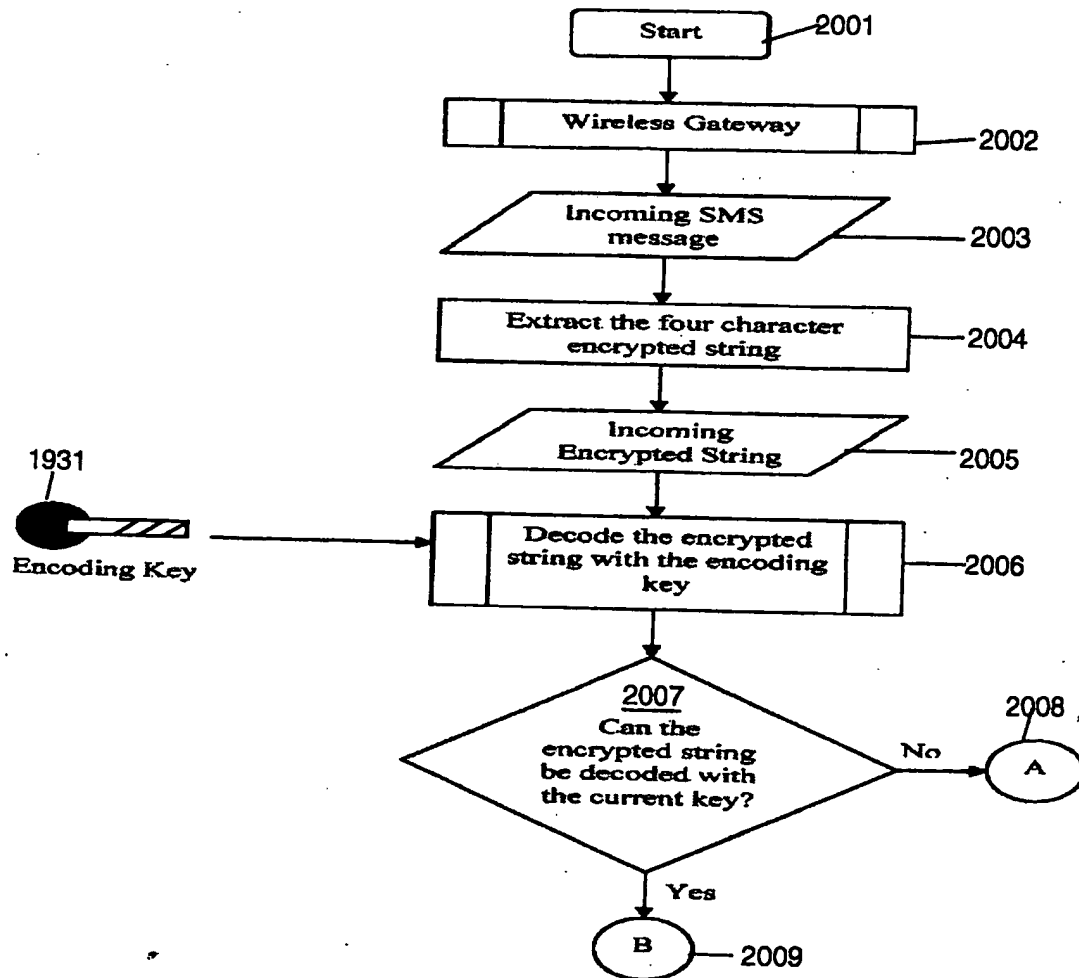 Start
2001
Wireless Gateway
2002
Incoming SMS
message
2003
Extract the four character
encrypted string
2004
Incoming
Encrypted String
2005
1931
Encoding Key
Decode the encrypted
string with the encoding
key
2006
2007
Can the
encrypted string
be decoded with
the current key?
No
2008
A
Yes
B
2009